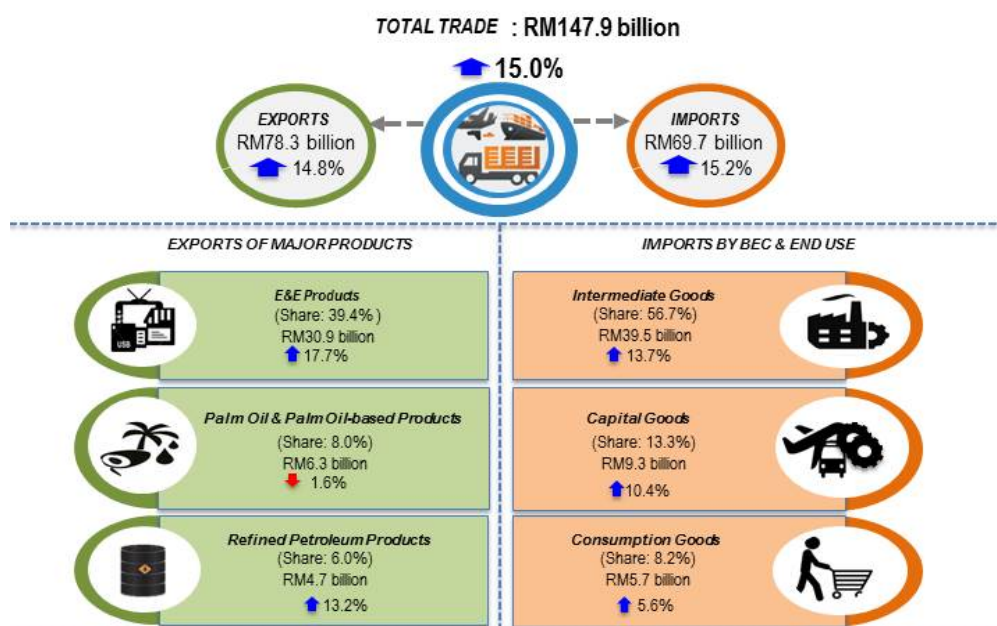 TOTAL TRADE : RM147.9 billion
15.0%
EXPORTS
RM78.3 billion
14.8%
IMPORTS
RM69.7 billion
15.2%
EXPORTS OF MAJOR PRODUCTS
E&E Products
(Share: 39.4% )
RM30.9 billion
17.7%
USB
Palm Oil & Palm Oil-based Products
(Share: 8.0%)
RM6.3 billion
1.6%
Refined Petroleum Products
(Share: 6.0%)
RM4.7 billion
13.2%
IMPORTS BY BEC & END USE
Intermediate Goods
(Share: 56.7%)
RM39.5 billion
13.7%
Capital Goods
(Share: 13.3%)
RM9.3 billion
10.4%
Consumption Goods
(Share: 8.2%)
RM5.7 billion
5.6%